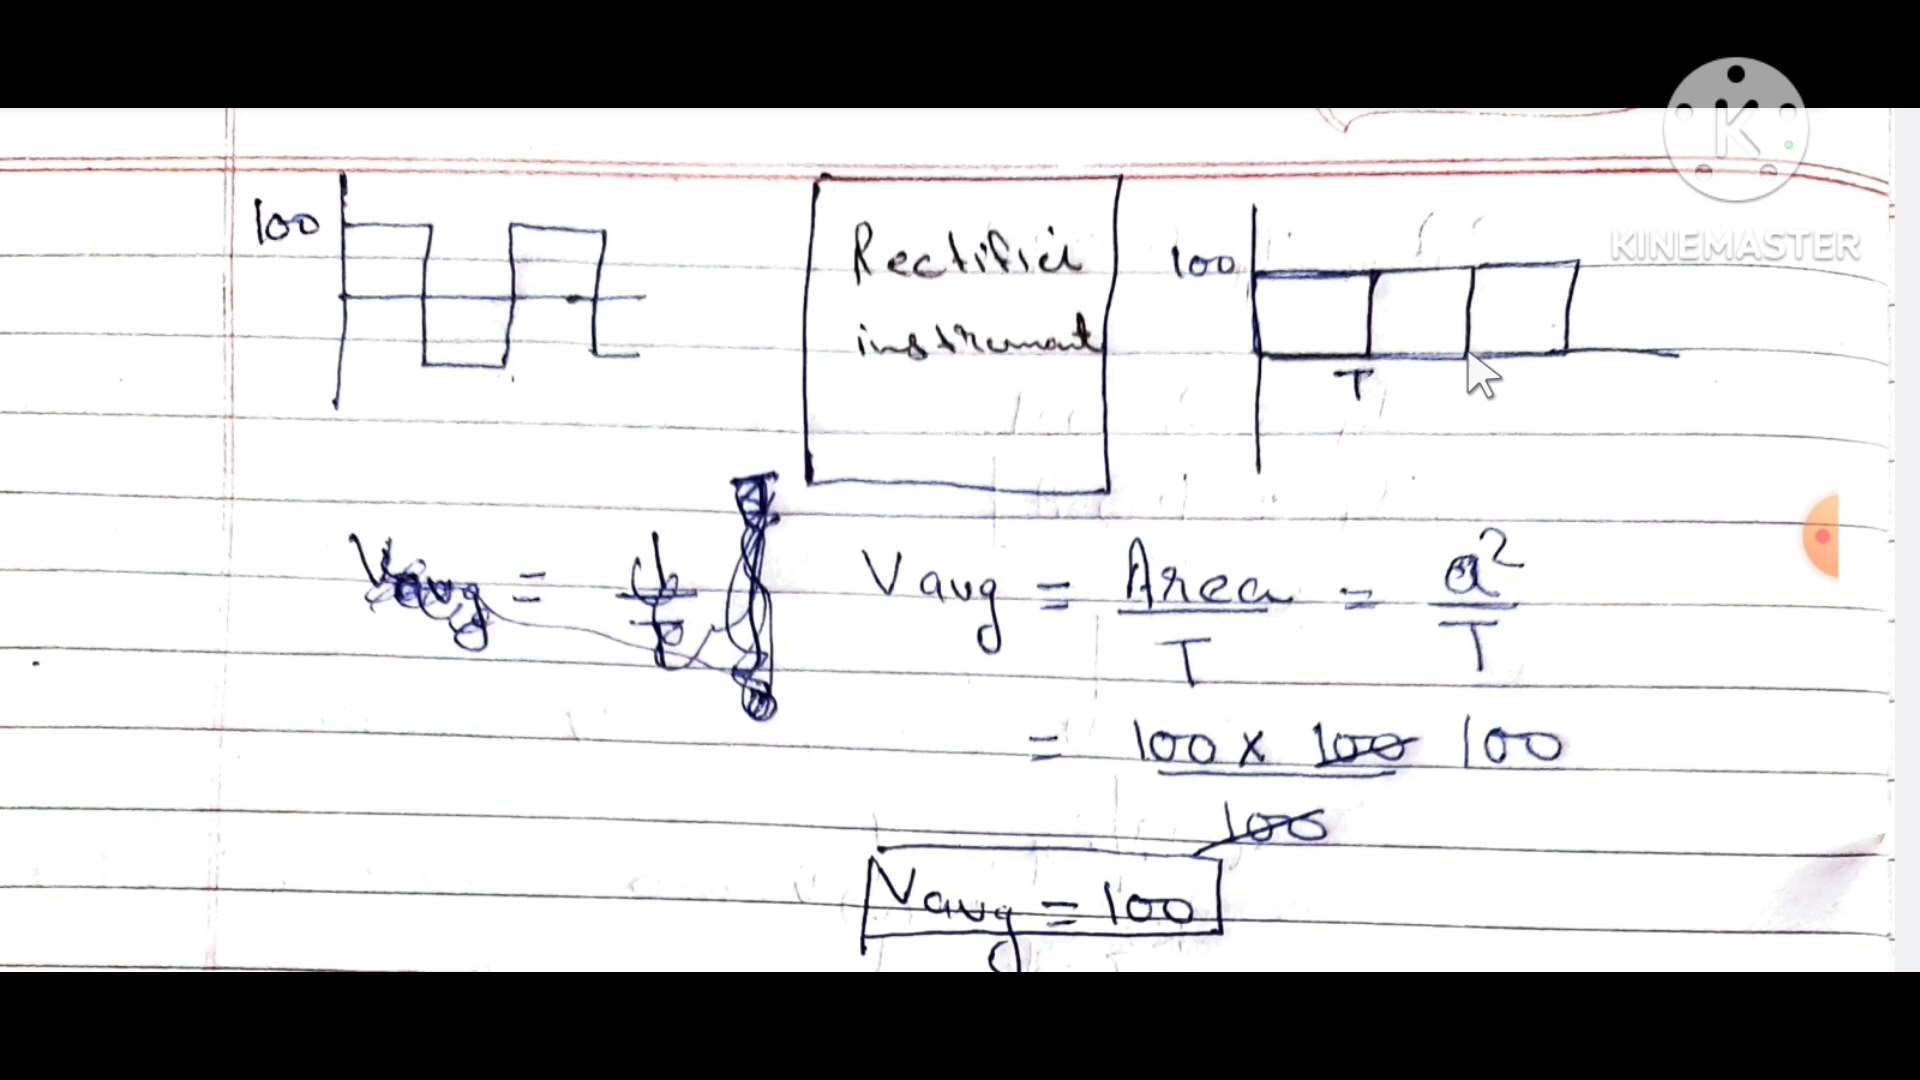 KINEMASTER
100
Rectifier
instrument
100
T
Vavg = Area / T = a² / T
= 100 x 100 100
100
Vavg = 100